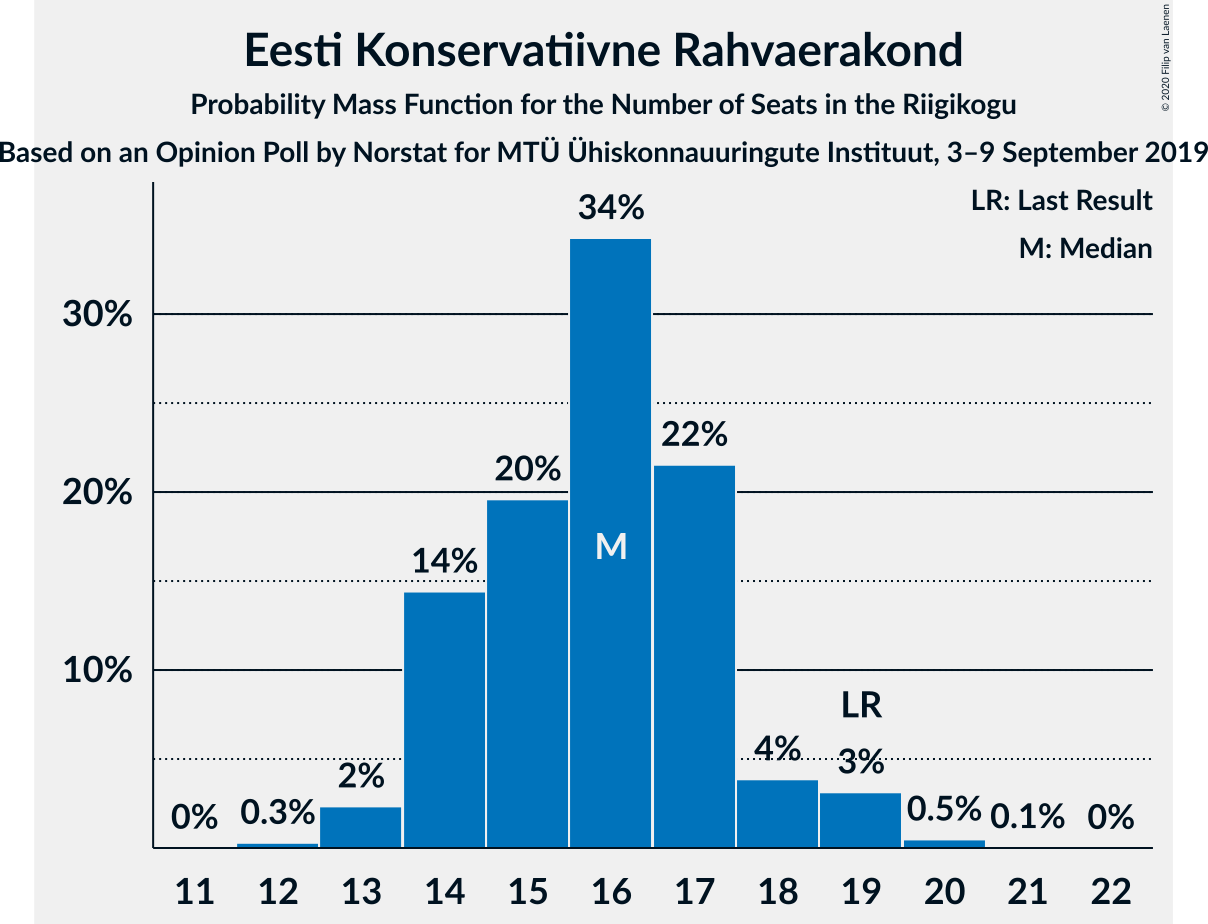 Eesti Konservatiivne Rahvaerakond
Probability Mass Function for the Number of Seats in the Riigikogu
Based on an Opinion Poll by Norstat for MTÜ Ühiskonnauuringute Instituut, 3–9 September 2019
© 2020 Filip van Laenen
LR: Last Result
M: Median
34%
30%
22%
20%
20%
M
14%
10%
LR
4%
3%
2%
0%
0.3%
0.5%
0.1%
0%
11 12 13 14 15 16 17 18 19 20 21 22